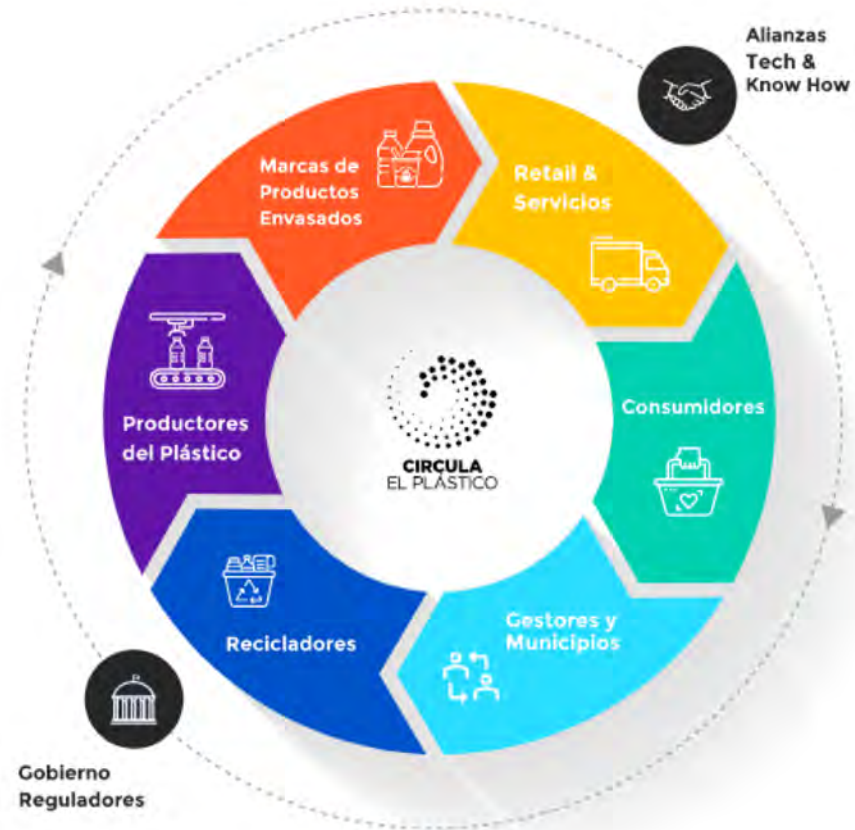 Alianzas
Tech &
Know How
Marcas de
Productos
Envasados
Retail &
Servicios
Productores
del Plástico
CIRCULA
EL PLÁSTICO
Consumidores
Recicladores
Gestores y
Municipios
Gobierno
Reguladores